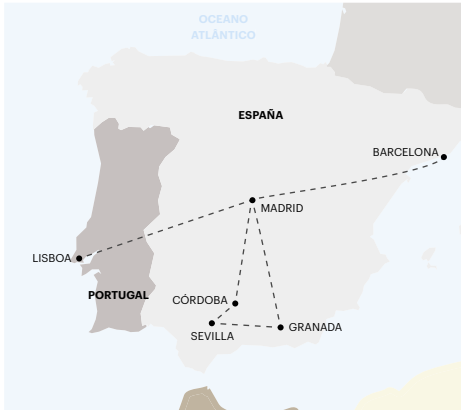 OCEANO
ATLÂNTICO
ESPAÑA
BARCELONA
MADRID
LISBOA
PORTUGAL
CÓRDOBA
SEVILLA
GRANADA